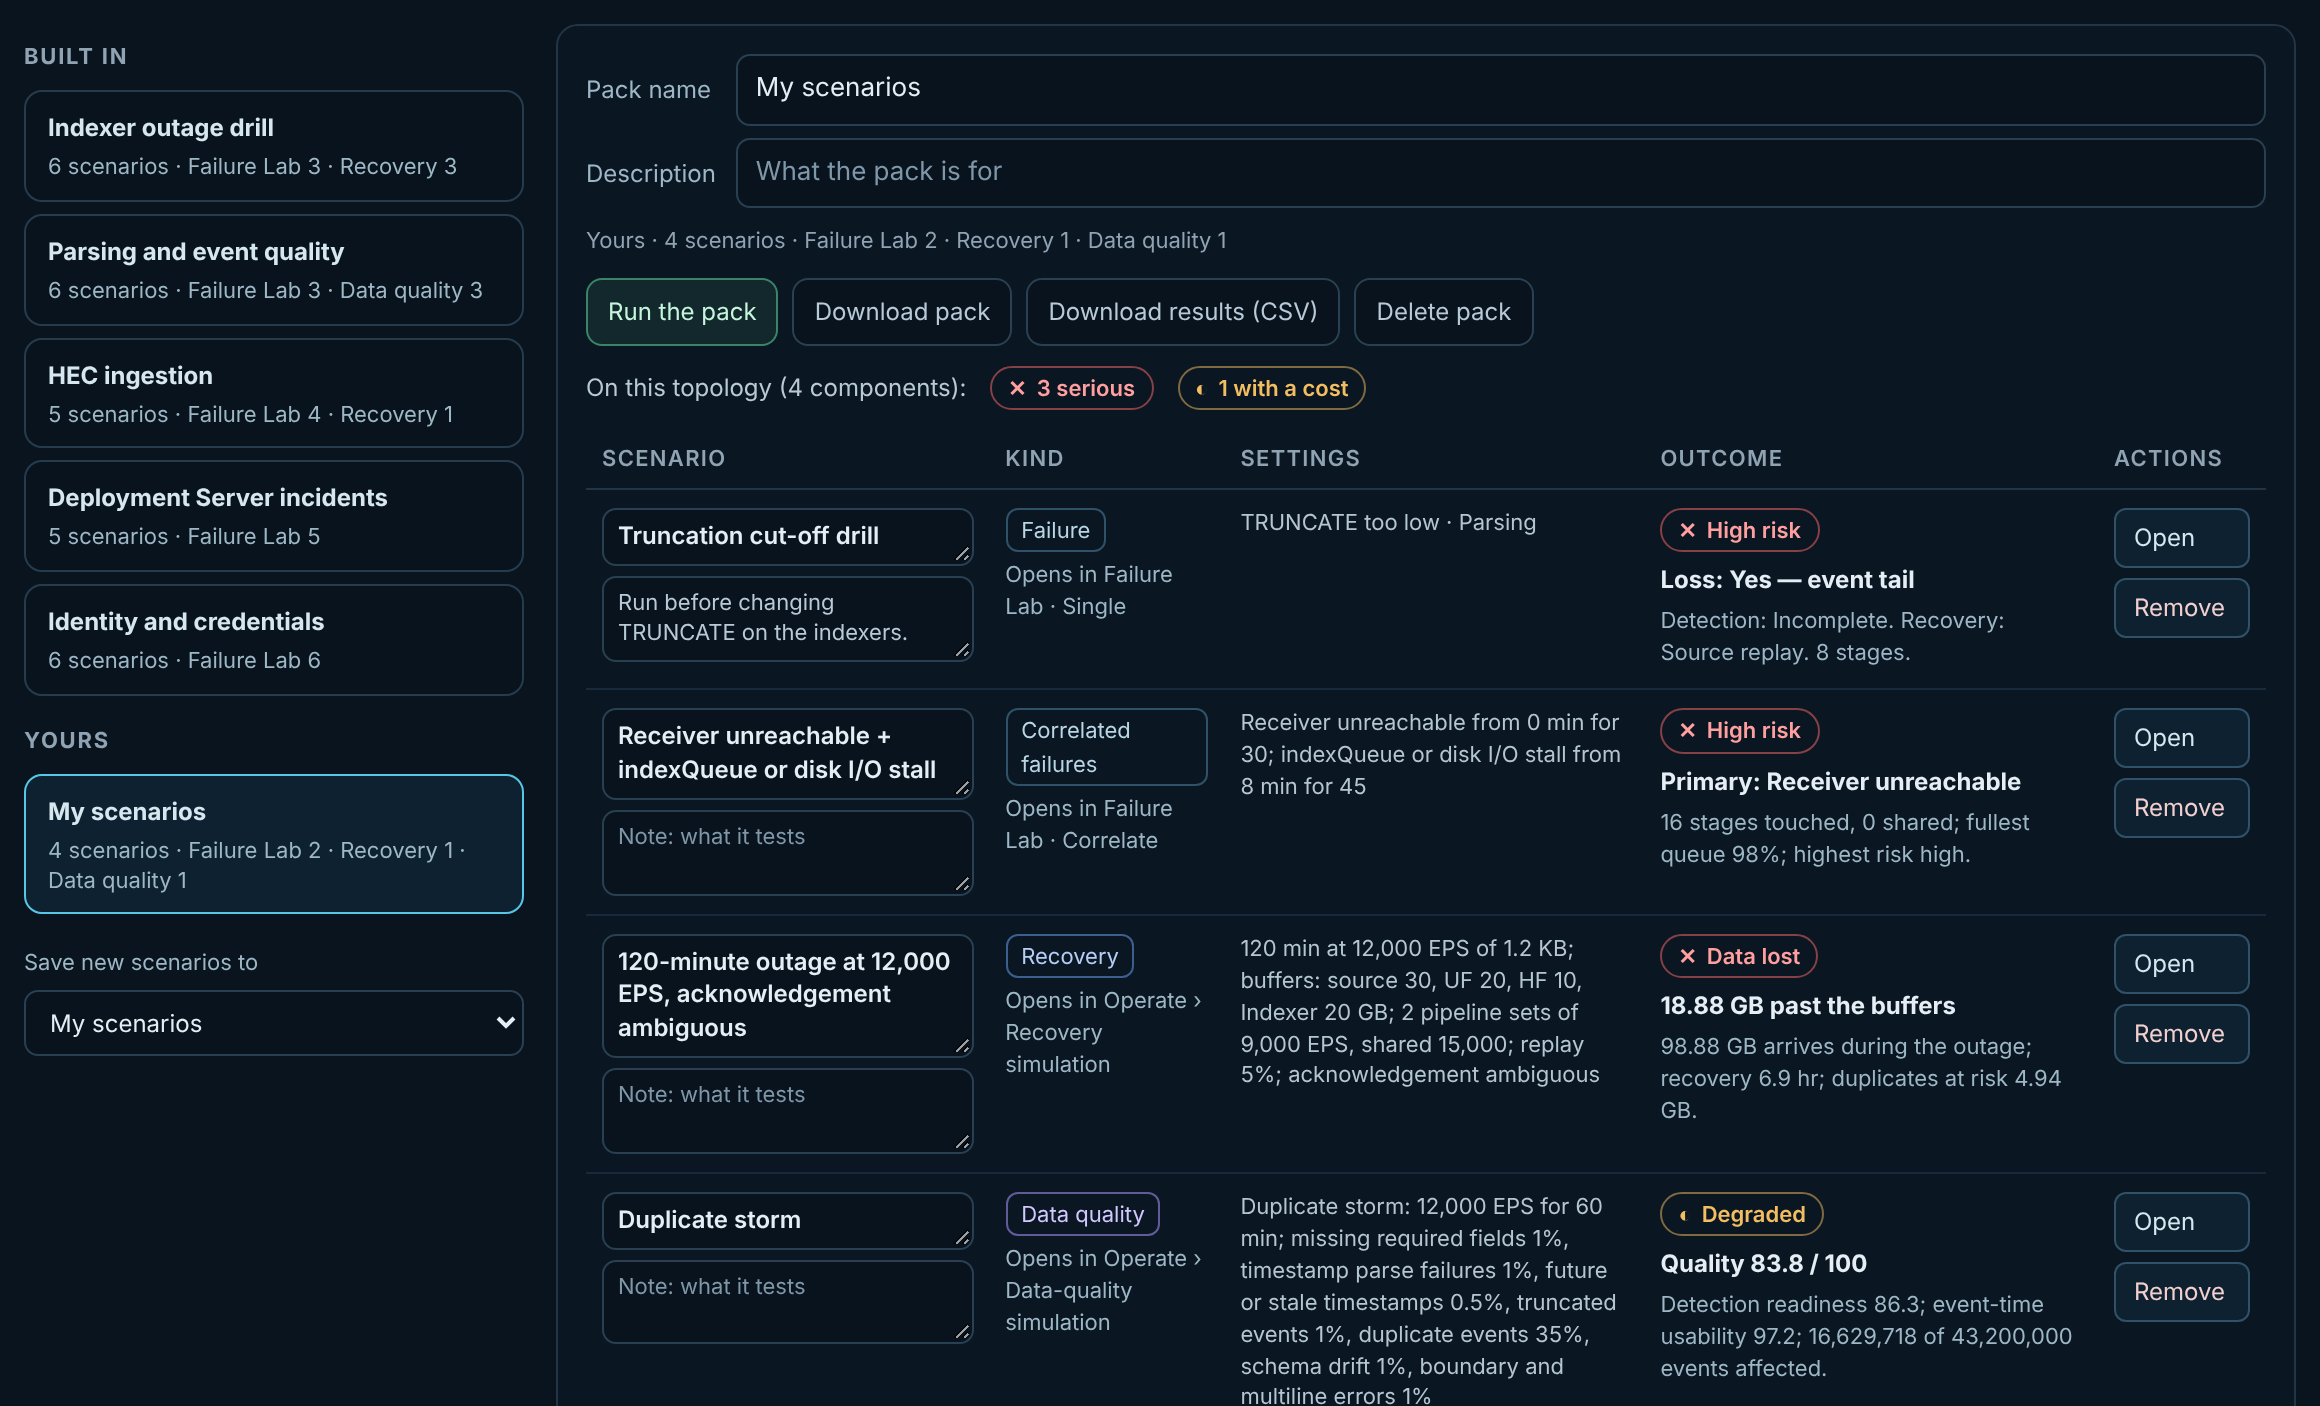 BUILT IN
Indexer outage drill
6 scenarios · Failure Lab 3 · Recovery 3
Parsing and event quality
6 scenarios · Failure Lab 3 · Data quality 3
HEC ingestion
5 scenarios · Failure Lab 4 · Recovery 1
Deployment Server incidents
5 scenarios · Failure Lab 5
Identity and credentials
6 scenarios · Failure Lab 6
YOURS
My scenarios
4 scenarios · Failure Lab 2 · Recovery 1 ·
Data quality 1
Save new scenarios to
My scenarios
Pack name
My scenarios
Description
What the pack is for
Yours · 4 scenarios · Failure Lab 2 · Recovery 1 · Data quality 1
Run the pack
Download pack
Download results (CSV)
Delete pack
On this topology (4 components):
✕ 3 serious
1 with a cost
SCENARIO
KIND
SETTINGS
OUTCOME
ACTIONS
Truncation cut-off drill
Run before changing
TRUNCATE on the indexers.
Failure
Opens in Failure
Lab · Single
TRUNCATE too low · Parsing
✕ High risk
Loss: Yes — event tail
Detection: Incomplete. Recovery:
Source replay. 8 stages.
Open
Remove
Receiver unreachable +
indexQueue or disk I/O stall
Note: what it tests
Correlated
failures
Opens in Failure
Lab · Correlate
Receiver unreachable from 0 min for
30; indexQueue or disk I/O stall from
8 min for 45
✕ High risk
Primary: Receiver unreachable
16 stages touched, 0 shared; fullest
queue 98%; highest risk high.
Open
Remove
120-minute outage at 12,000
EPS, acknowledgement
ambiguous
Note: what it tests
Recovery
Opens in Operate ›
Recovery
simulation
120 min at 12,000 EPS of 1.2 KB;
buffers: source 30, UF 20, HF 10,
Indexer 20 GB; 2 pipeline sets of
9,000 EPS, shared 15,000; replay
5%; acknowledgement ambiguous
✕ Data lost
18.88 GB past the buffers
98.88 GB arrives during the outage;
recovery 6.9 hr; duplicates at risk 4.94
GB.
Open
Remove
Duplicate storm
Note: what it tests
Data quality
Opens in Operate ›
Data-quality
simulation
Duplicate storm: 12,000 EPS for 60
min; missing required fields 1%,
timestamp parse failures 1%, future
or stale timestamps 0.5%, truncated
events 1%, duplicate events 35%,
schema drift 1%, boundary and
multiline errors 1%
Degraded
Quality 83.8 / 100
Detection readiness 86.3; event-time
usability 97.2; 16,629,718 of 43,200,000
events affected.
Open
Remove